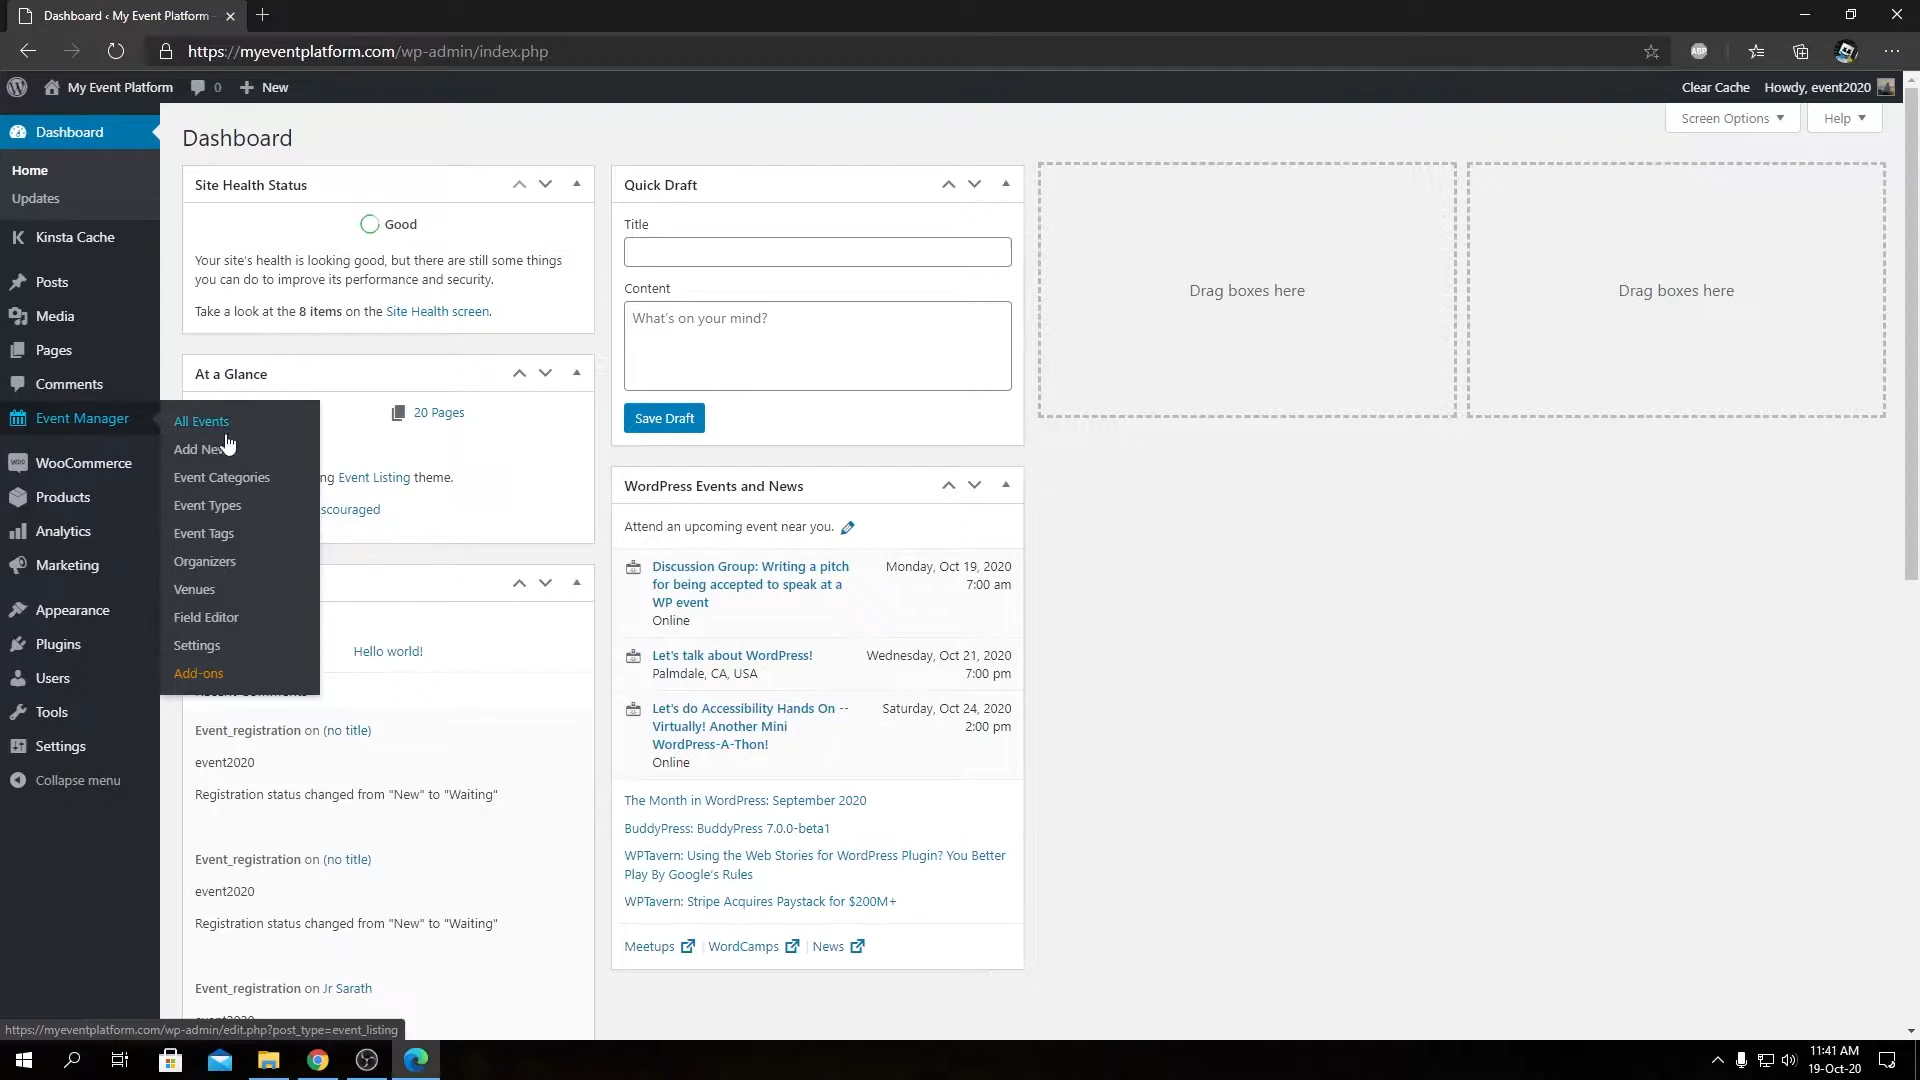 Dashboard ‹ My Event Platform
https://myeventplatform.com/wp-admin/index.php
ABP
My Event Platform
0
New
Clear Cache
Howdy, event2020
Dashboard
Home
Updates
Kinsta Cache
Posts
Media
Pages
Comments
Event Manager
WooCommerce
Products
Analytics
Marketing
Appearance
Plugins
Users
Tools
Settings
Collapse menu
All Events
Add New
Event Categories
Event Types
Event Tags
Organizers
Venues
Field Editor
Settings
Add-ons
Dashboard
Screen Options
Help
Site Health Status
Good
Your site's health is looking good, but there are still some things
you can do to improve its performance and security.
Take a look at the 8 items on the Site Health screen.
At a Glance
20 Pages
ng Event Listing theme.
scouraged
Hello world!
Event_registration on (no title)
event2020
Registration status changed from "New" to "Waiting"
Event_registration on (no title)
event2020
Registration status changed from "New" to "Waiting"
Event_registration on Jr Sarath
Quick Draft
Title
Content
What's on your mind?
Save Draft
WordPress Events and News
Attend an upcoming event near you.
Discussion Group: Writing a pitch
for being accepted to speak at a
WP event
Online
Monday, Oct 19, 2020
7:00 am
Let's talk about WordPress!
Palmdale, CA, USA
Wednesday, Oct 21, 2020
7:00 pm
Let's do Accessibility Hands On --
Virtually! Another Mini
WordPress-A-Thon!
Online
Saturday, Oct 24, 2020
2:00 pm
The Month in WordPress: September 2020
BuddyPress: BuddyPress 7.0.0-beta1
WPTavern: Using the Web Stories for WordPress Plugin? You Better
Play By Google's Rules
WPTavern: Stripe Acquires Paystack for $200M+
Meetups | WordCamps | News
Drag boxes here
Drag boxes here
https://myeventplatform.com/wp-admin/edit.php?post_type=event_listing
11:41 AM
19-Oct-20